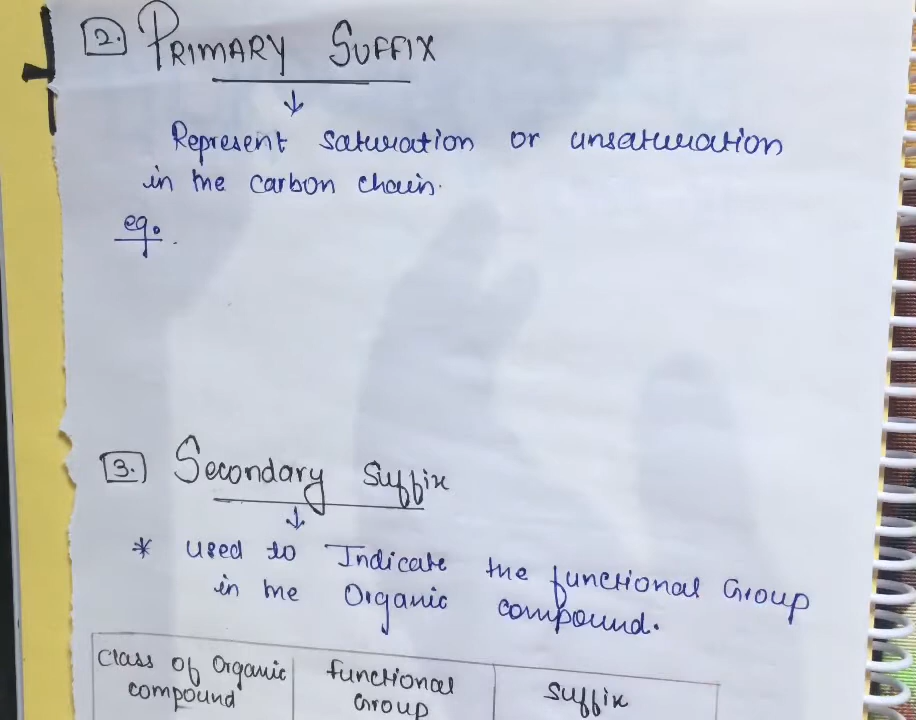 2. PRIMARY SUFFIX
Represent saturation or unsaturation
in the carbon chain.
eg.
3. Secondary Suffix
* used to Indicate the functional Group
in the Organic compound.
Class of Organic compound
functional Group
suffix